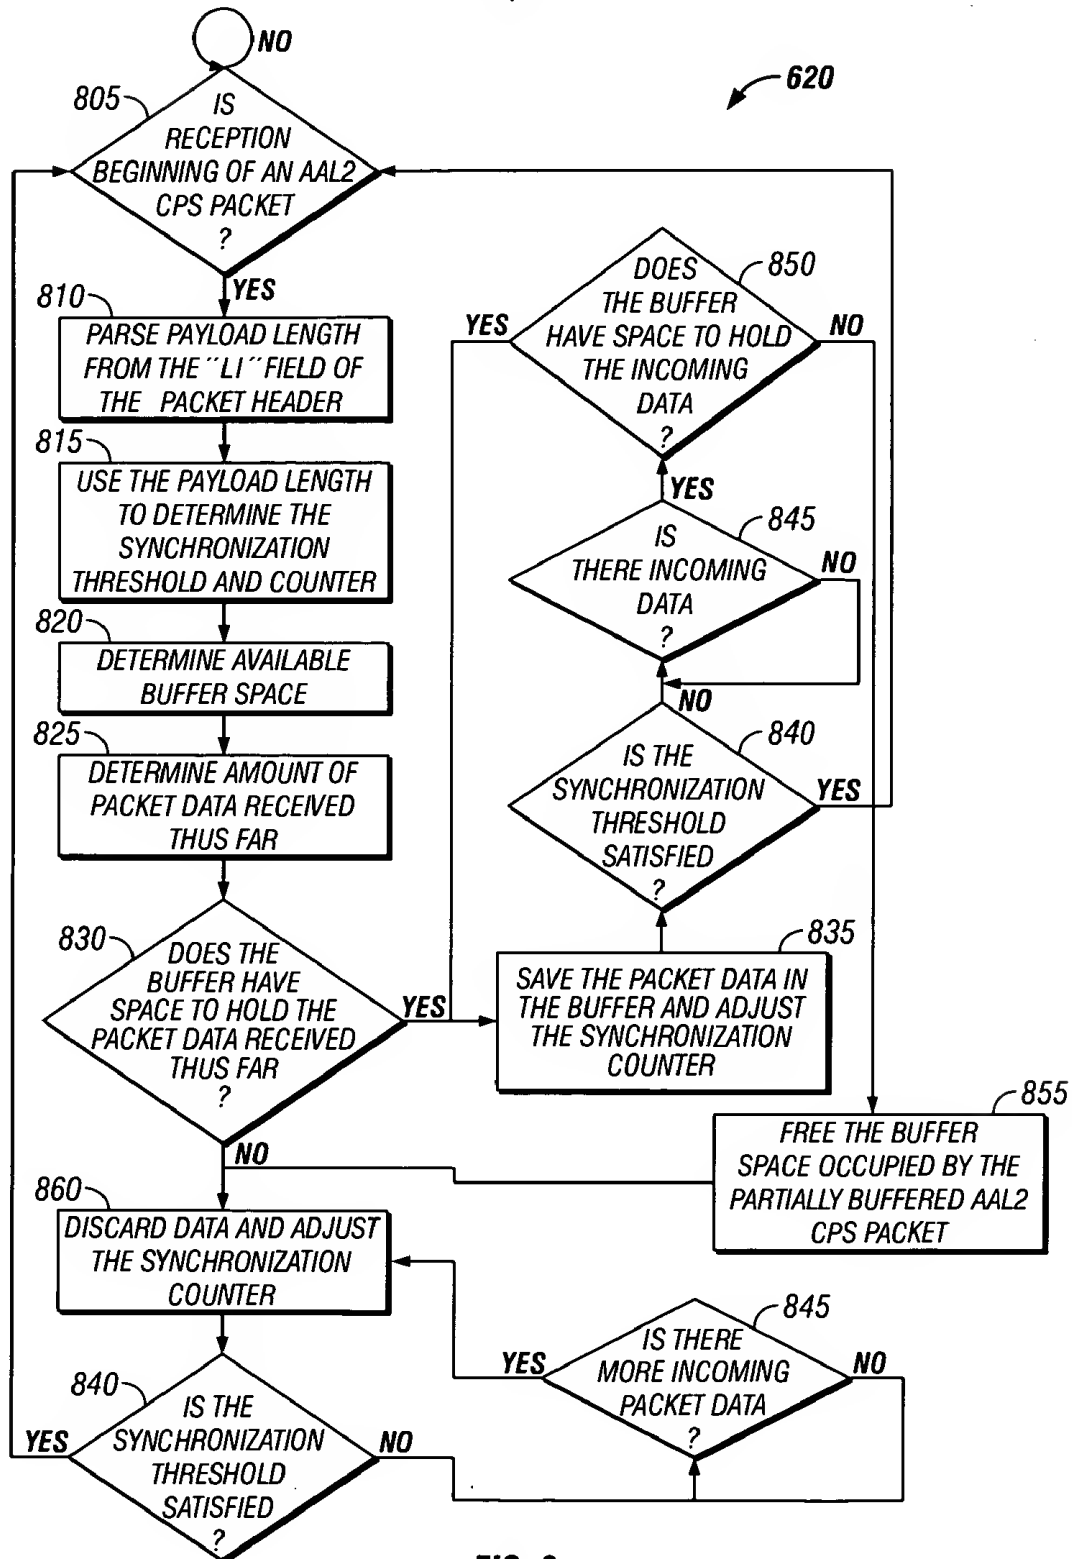 NO
620
805
IS
RECEPTION
BEGINNING OF AN AAL2
CPS PACKET
?
YES
810
PARSE PAYLOAD LENGTH
FROM THE "LI" FIELD OF
THE PACKET HEADER
815
USE THE PAYLOAD LENGTH
TO DETERMINE THE
SYNCHRONIZATION
THRESHOLD AND COUNTER
820
DETERMINE AVAILABLE
BUFFER SPACE
825
DETERMINE AMOUNT OF
PACKET DATA RECEIVED
THUS FAR
830
DOES THE
BUFFER HAVE
SPACE TO HOLD THE
PACKET DATA RECEIVED
THUS FAR
?
YES
NO
850
DOES
THE BUFFER
HAVE SPACE TO HOLD
THE INCOMING
DATA
?
YES
NO
845
IS
THERE INCOMING
DATA
?
YES
NO
840
IS THE
SYNCHRONIZATION
THRESHOLD
SATISFIED
?
NO
YES
835
SAVE THE PACKET DATA IN
THE BUFFER AND ADJUST
THE SYNCHRONIZATION
COUNTER
855
FREE THE BUFFER
SPACE OCCUPIED BY THE
PARTIALLY BUFFERED AAL2
CPS PACKET
860
DISCARD DATA AND ADJUST
THE SYNCHRONIZATION
COUNTER
840
IS THE
SYNCHRONIZATION
THRESHOLD
SATISFIED
?
YES
NO
845
IS THERE
MORE INCOMING
PACKET DATA
?
YES
NO